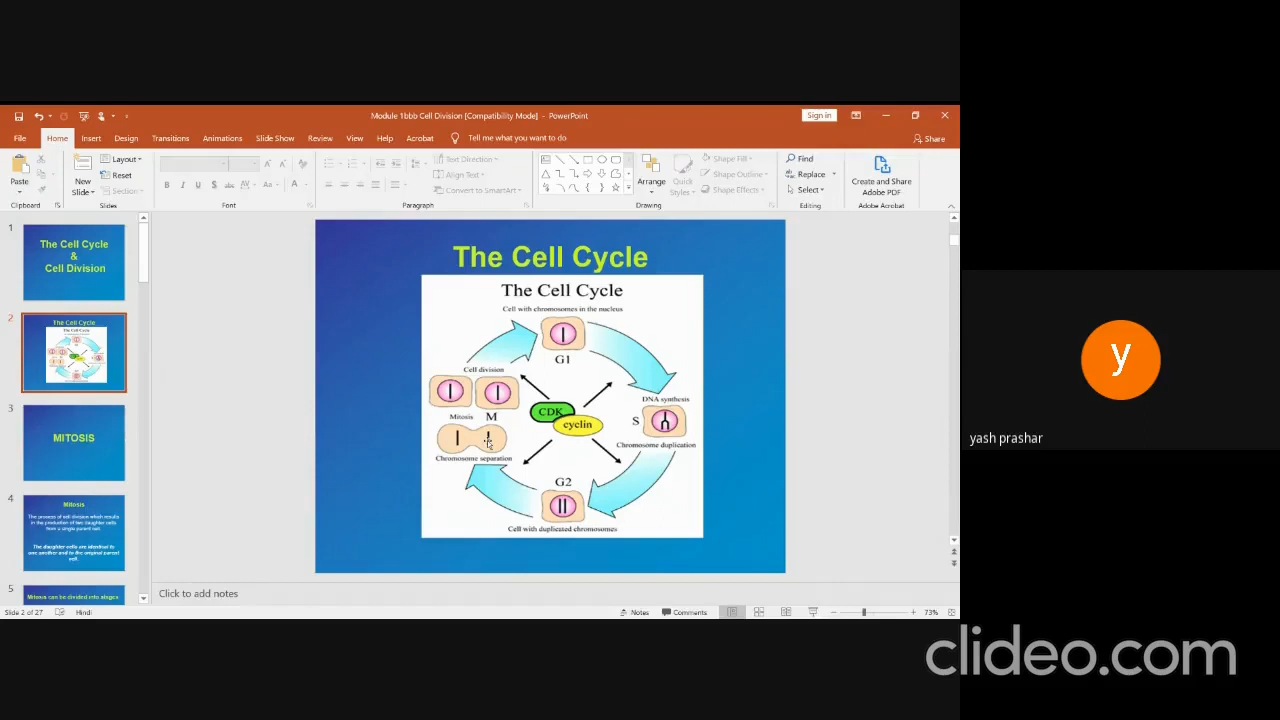 Module 1bbb Cell Division [Compatibility Mode] - PowerPoint
Sign in
File Home Insert Design Transitions Animations Slide Show Review View Help Acrobat Tell me what you want to do
Share
Paste
New
Slide
Layout
Reset
Section
Text Direction
Align Text
Convert to SmartArt
Arrange
Quick
Styles
Shape Fill
Shape Outline
Shape Effects
Find
Replace
Select
Create and Share
Adobe PDF
Clipboard Slides Font Paragraph Drawing Editing Adobe Acrobat
1
The Cell Cycle
&
Cell Division
2
The Cell Cycle
3
MITOSIS
4
Mitosis
The process of cell division which results
in the production of two daughter cells
from a single parent cell.
The daughter cells are identical to
one another and to the original parent
cell.
5
Mitosis can be divided into stages
The Cell Cycle
The Cell Cycle
Cell with chromosomes in the nucleus
G1
Cell division
DNA synthesis
CDK
cyclin
Mitosis M
S
Chromosome duplication
Chromosome separation
G2
Cell with duplicated chromosomes
Click to add notes
Slide 2 of 27 Hindi Notes Comments 73%
y
yash prashar
clideo.com